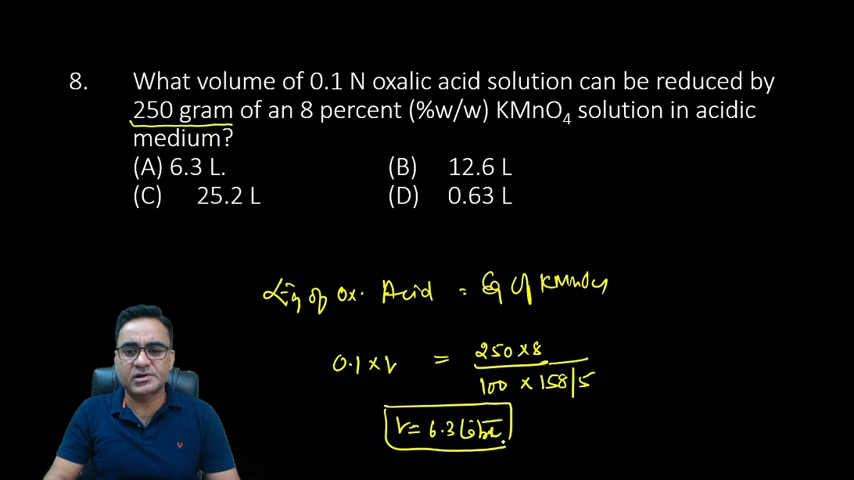 8. What volume of 0.1 N oxalic acid solution can be reduced by
250 gram of an 8 percent (%w/w) KMnO₄ solution in acidic
medium?
(A) 6.3 L. (B) 12.6 L
(C) 25.2 L (D) 0.63 L
Eq of ox. Acid = Eq of KMnO₄
0.1 × V = 250×8
100 × 158/5
V = 6.3 Litre.